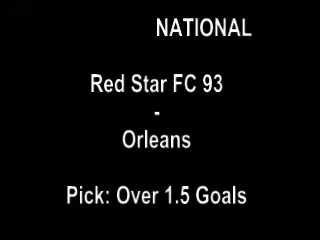 NATIONAL
Red Star FC 93
-
Orleans
Pick: Over 1.5 Goals